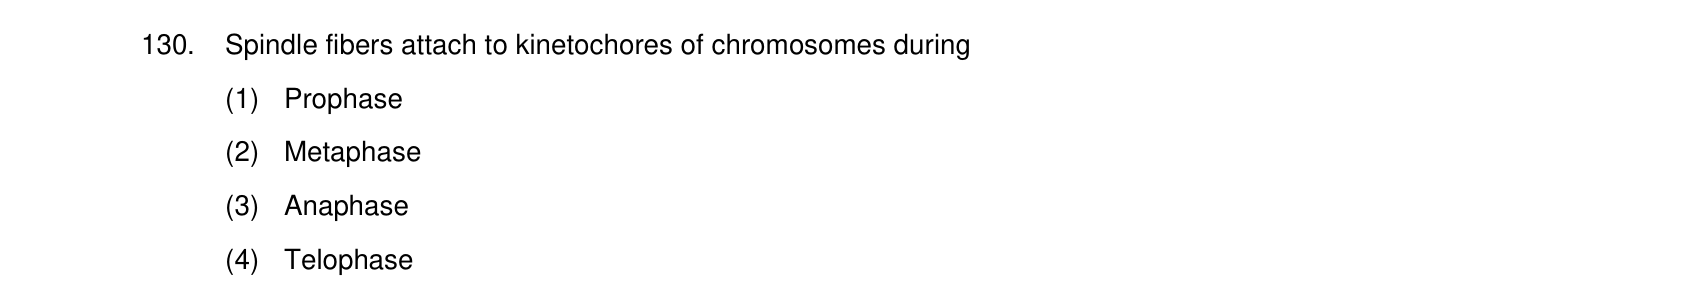 130. Spindle fibers attach to kinetochores of chromosomes during
(1) Prophase
(2) Metaphase
(3) Anaphase
(4) Telophase